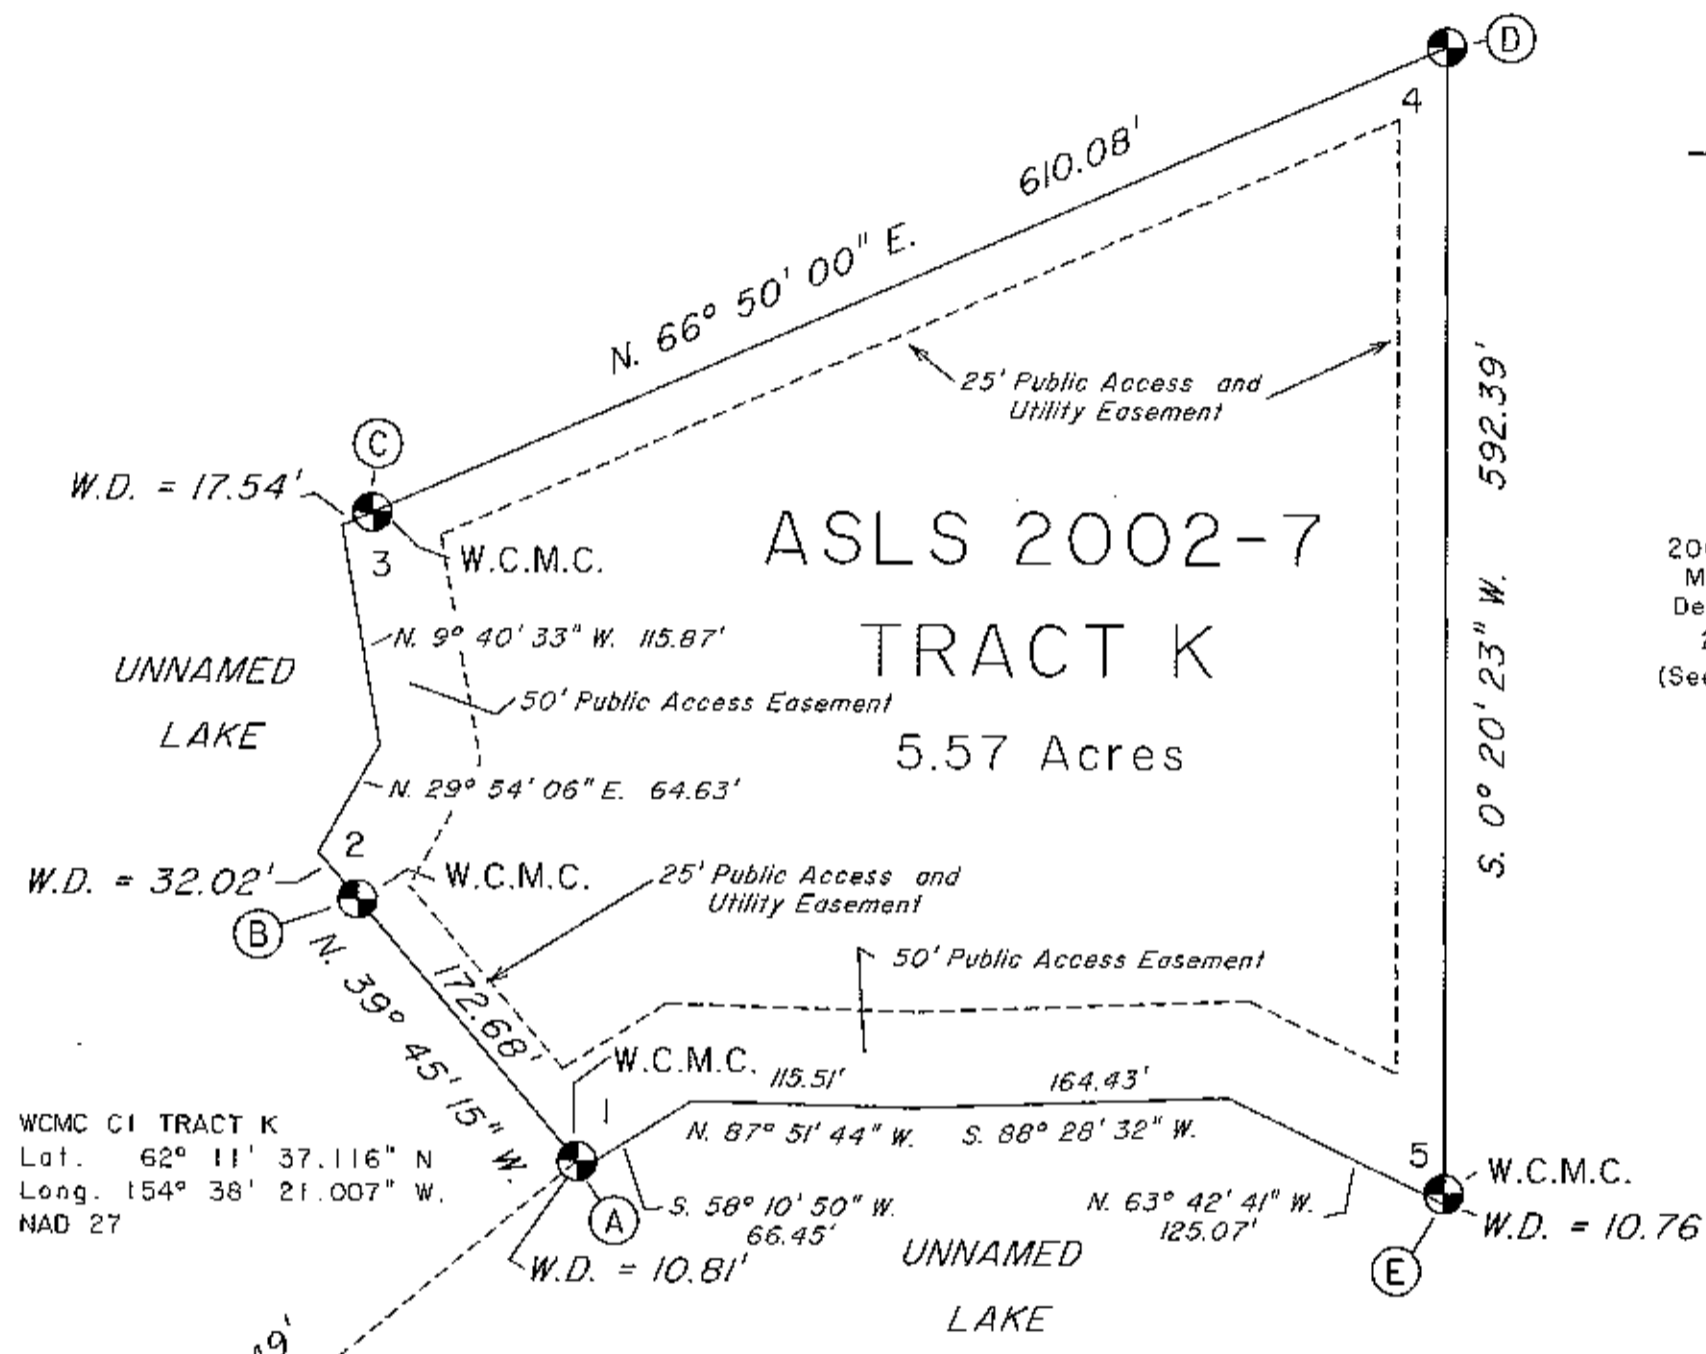 D
4
610.08'
N. 66° 50' 00" E.
25' Public Access and
Utility Easement
592.39'
S. 0° 20' 23" W.
C
W.D. = 17.54'
3
W.C.M.C.
ASLS 2002-7
TRACT K
5.57 Acres
N. 9° 40' 33" W. 115.87'
UNNAMED
LAKE
50' Public Access Easement
N. 29° 54' 06" E. 64.63'
2
W.D. = 32.02'
W.C.M.C.
B
25' Public Access and
Utility Easement
50' Public Access Easement
N. 39° 45' 15" W.
172.68'
W.C.M.C.
1
115.51'
164.43'
N. 87° 51' 44" W.
S. 88° 28' 32" W.
WCMC C1 TRACT K
Lat. 62° 11' 37.116" N
Long. 154° 38' 21.007" W.
NAD 27
A
S. 58° 10' 50" W.
66.45'
W.D. = 10.81'
N. 63° 42' 41" W.
125.07'
5
W.C.M.C.
W.D. = 10.76
E
UNNAMED
LAKE
49'
200
M
De
(See